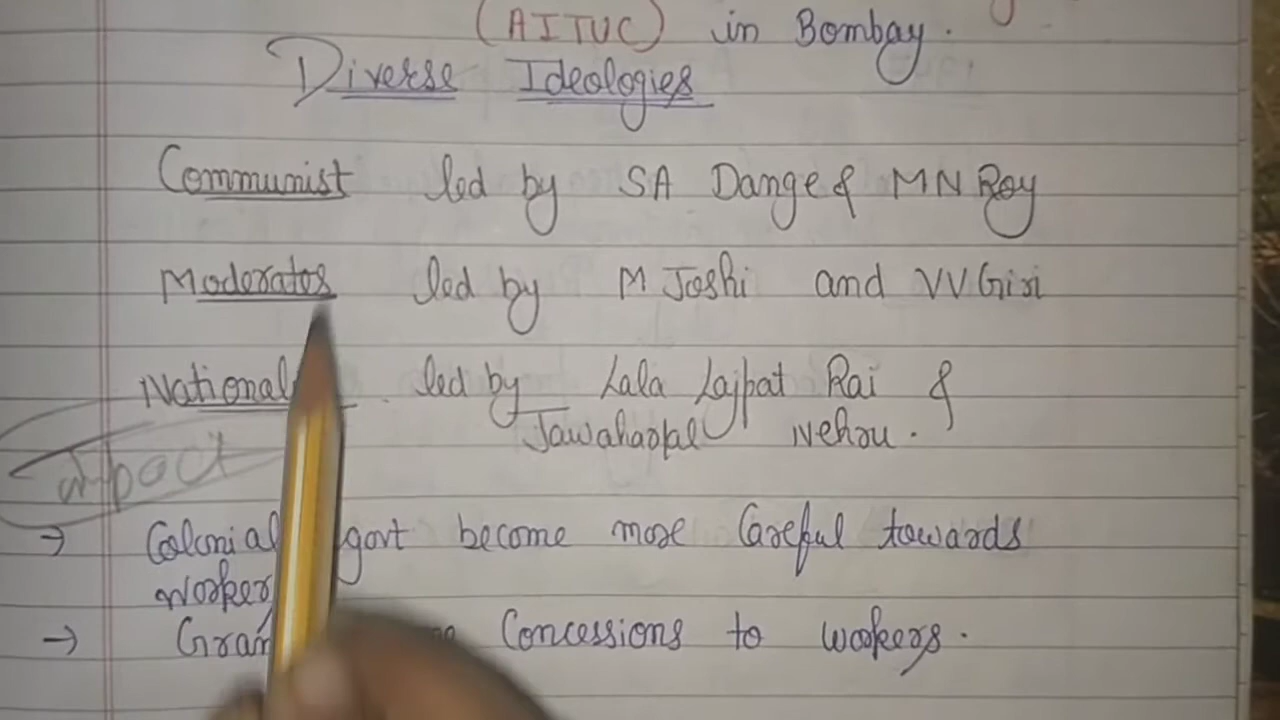 (AITUC) in Bombay.
Diverse Ideologies
Communist led by SA Dange & MN Roy
Moderates led by M Joshi and VV Giri
led by Lala Lajpat Rai &
Jawaharlal Nehru.
→ Colonial govt become more Careful towards
→ Concessions to workers.